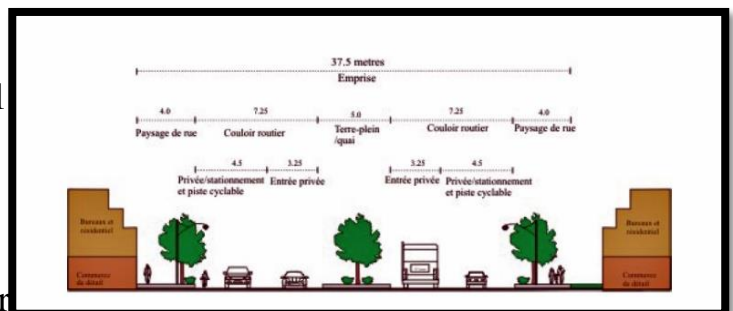 37.5 metres
Emprise
4.0 7.25 5.0 7.25 4.0
Paysage de rue Couloir routier Terre-plein Couloir routier Paysage de rue
/quai
4.5 3.25 3.25 4.5
Privée/stationnement Entrée privée Entrée privée Privée/stationnement
et piste cyclable et piste cyclable
Bureaux et
résidentiel
Bureaux et
résidentiel
Commerce
de détail
Commerce
de détail